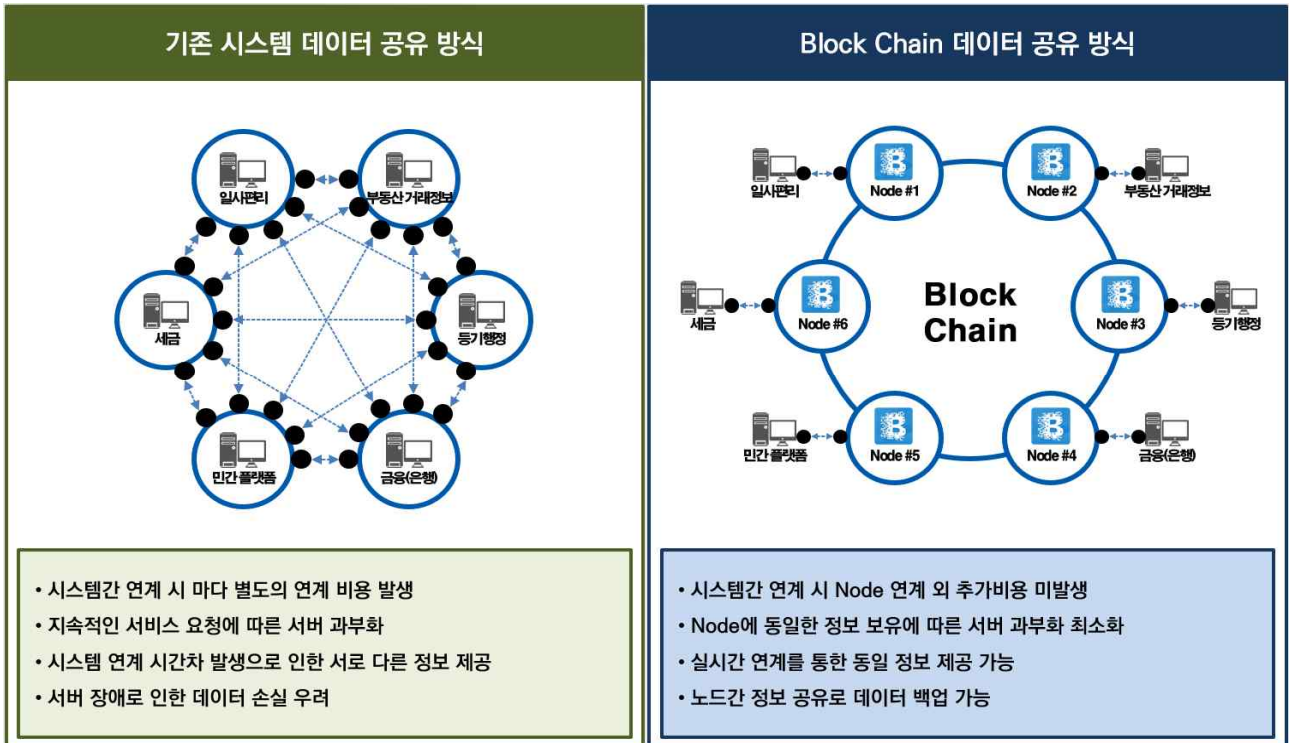 기존 시스템 데이터 공유 방식
일사편리
부동산 거래정보
세금
등기행정
민간 플랫폼
금융(은행)
• 시스템간 연계 시 마다 별도의 연계 비용 발생
• 지속적인 서비스 요청에 따른 서버 과부화
• 시스템 연계 시간차 발생으로 인한 서로 다른 정보 제공
• 서버 장애로 인한 데이터 손실 우려
Block Chain 데이터 공유 방식
일사편리
Node #1
Node #2
부동산 거래정보
세금
Node #6
Block
Chain
Node #3
등기행정
민간 플랫폼
Node #5
Node #4
금융(은행)
• 시스템간 연계 시 Node 연계 외 추가비용 미발생
• Node에 동일한 정보 보유에 따른 서버 과부화 최소화
• 실시간 연계를 통한 동일 정보 제공 가능
• 노드간 정보 공유로 데이터 백업 가능